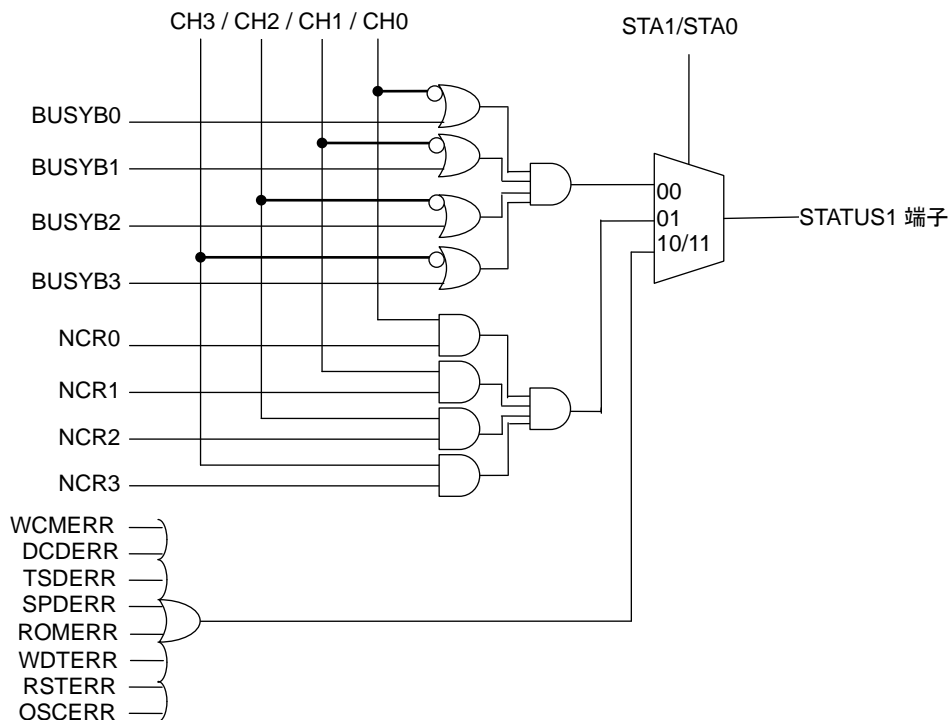 CH3 / CH2 / CH1 / CH0
STA1/STA0
BUSYB0
BUSYB1
BUSYB2
BUSYB3
00
01
10/11
STATUS1 端子
NCR0
NCR1
NCR2
NCR3
WCMERR
DCDERR
TSDERR
SPDERR
ROMERR
WDTERR
RSTERR
OSCERR